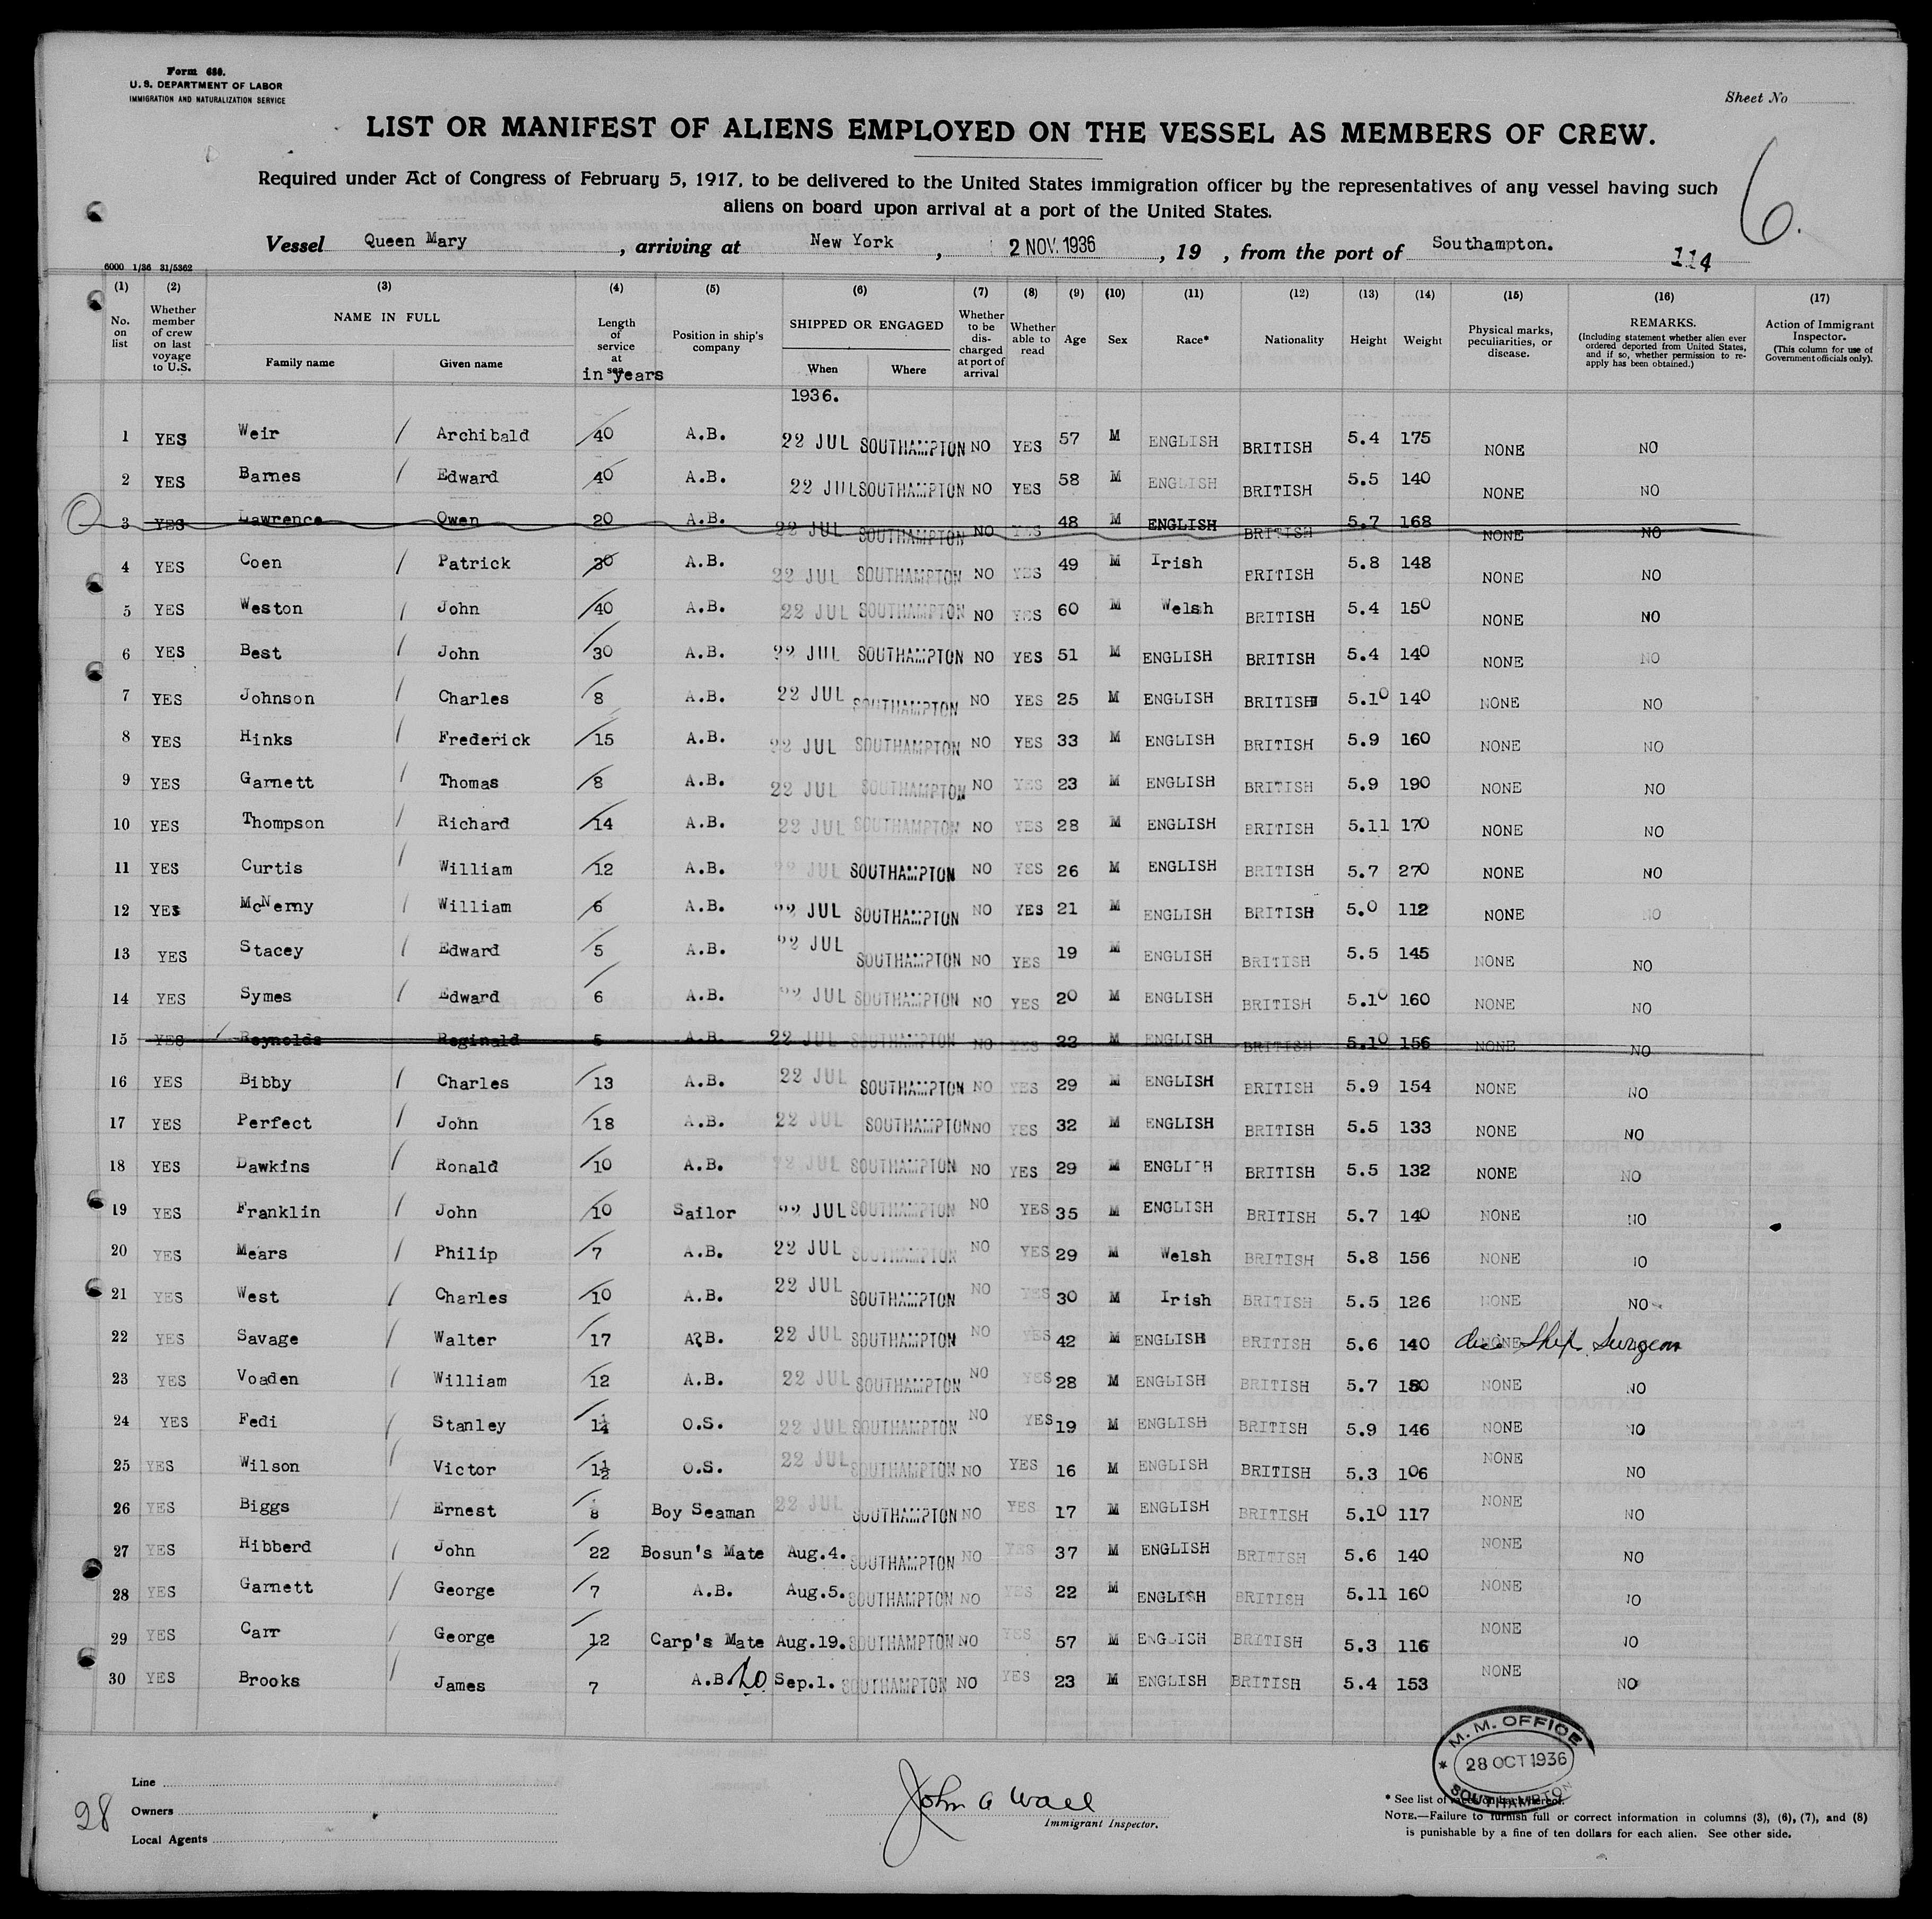 Form 680.
U. S. DEPARTMENT OF LABOR
IMMIGRATION AND NATURALIZATION SERVICE
Sheet No
LIST OR MANIFEST OF ALIENS EMPLOYED ON THE VESSEL AS MEMBERS OF CREW.
6.
Required under Act of Congress of February 5, 1917, to be delivered to the United States immigration officer by the representatives of any vessel having such
aliens on board upon arrival at a port of the United States.
Vessel Queen Mary , arriving at New York , 2 NOV. 1936 , 19 , from the port of Southampton.
114
6000 1/36 31/5362
(1) (2) (3) (4) (5) (6) (7) (8) (9) (10) (11) (12) (13) (14) (15) (16) (17)
No. on list
Whether member of crew on last voyage to U.S.
NAME IN FULL
Family name Given name
Length of service at sea
in years
Position in ship's company
SHIPPED OR ENGAGED
When Where
Whether to be discharged at port of arrival
Whether able to read
Age Sex Race* Nationality Height Weight
Physical marks, peculiarities, or disease.
REMARKS.
(Including statement whether alien ever ordered deported from United States, and if so, whether permission to re-apply has been obtained.)
Action of Immigrant Inspector.
(This column for use of Government officials only).
1936.
1 YES Weir Archibald 40 A.B. 22 JUL SOUTHAMPTON NO YES 57 M ENGLISH BRITISH 5.4 175 NONE NO
2 YES Barnes Edward 40 A.B. 22 JUL SOUTHAMPTON NO YES 58 M ENGLISH BRITISH 5.5 140 NONE NO
3 YES Lawrence Owen 20 A.B. 22 JUL SOUTHAMPTON NO YES 48 M ENGLISH BRITISH 5.7 168 NONE NO
4 YES Coen Patrick 30 A.B. 22 JUL SOUTHAMPTON NO YES 49 M Irish BRITISH 5.8 148 NONE NO
5 YES Weston John 40 A.B. 22 JUL SOUTHAMPTON NO YES 60 M Welsh BRITISH 5.4 150 NONE NO
6 YES Best John 30 A.B. 22 JUL SOUTHAMPTON NO YES 51 M ENGLISH BRITISH 5.4 140 NONE NO
7 YES Johnson Charles 8 A.B. 22 JUL SOUTHAMPTON NO YES 25 M ENGLISH BRITISH 5.10 140 NONE NO
8 YES Hinks Frederick 15 A.B. 22 JUL SOUTHAMPTON NO YES 33 M ENGLISH BRITISH 5.9 160 NONE NO
9 YES Garnett Thomas 8 A.B. 22 JUL SOUTHAMPTON NO YES 23 M ENGLISH BRITISH 5.9 190 NONE NO
10 YES Thompson Richard 14 A.B. 22 JUL SOUTHAMPTON NO YES 28 M ENGLISH BRITISH 5.11 170 NONE NO
11 YES Curtis William 12 A.B. 22 JUL SOUTHAMPTON NO YES 26 M ENGLISH BRITISH 5.7 270 NONE NO
12 YES McNerny William 6 A.B. 22 JUL SOUTHAMPTON NO YES 21 M ENGLISH BRITISH 5.0 112 NONE NO
13 YES Stacey Edward 5 A.B. 22 JUL SOUTHAMPTON NO YES 19 M ENGLISH BRITISH 5.5 145 NONE NO
14 YES Symes Edward 6 A.B. 22 JUL SOUTHAMPTON NO YES 20 M ENGLISH BRITISH 5.10 160 NONE NO
15 YES Reynolds Reginald 5 A.B. 22 JUL SOUTHAMPTON NO YES 22 M ENGLISH BRITISH 5.10 156 NONE NO
16 YES Bibby Charles 13 A.B. 22 JUL SOUTHAMPTON NO YES 29 M ENGLISH BRITISH 5.9 154 NONE NO
17 YES Perfect John 18 A.B. 22 JUL SOUTHAMPTON NO YES 32 M ENGLISH BRITISH 5.5 133 NONE NO
18 YES Dawkins Ronald 10 A.B. 22 JUL SOUTHAMPTON NO YES 29 M ENGLISH BRITISH 5.5 132 NONE NO
19 YES Franklin John 10 Sailor 22 JUL SOUTHAMPTON NO YES 35 M ENGLISH BRITISH 5.7 140 NONE NO
20 YES Mears Philip 7 A.B. 22 JUL SOUTHAMPTON NO YES 29 M Welsh BRITISH 5.8 156 NONE NO
21 YES West Charles 10 A.B. 22 JUL SOUTHAMPTON NO YES 30 M Irish BRITISH 5.5 126 NONE NO
22 YES Savage Walter 17 A.B. 22 JUL SOUTHAMPTON NO YES 42 M ENGLISH BRITISH 5.6 140 NONE Ship Surgeon
23 YES Voaden William 12 A.B. 22 JUL SOUTHAMPTON NO YES 28 M ENGLISH BRITISH 5.7 180 NONE NO
24 YES Fedi Stanley 1¼ O.S. 22 JUL SOUTHAMPTON NO YES 19 M ENGLISH BRITISH 5.9 146 NONE NO
25 YES Wilson Victor 1½ O.S. 22 JUL SOUTHAMPTON NO YES 16 M ENGLISH BRITISH 5.3 106 NONE NO
26 YES Biggs Ernest Boy Seaman 22 JUL SOUTHAMPTON NO YES 17 M ENGLISH BRITISH 5.10 117 NONE NO
27 YES Hibberd John 22 Bosun's Mate Aug.4. SOUTHAMPTON NO YES 37 M ENGLISH BRITISH 5.6 140 NONE NO
28 YES Garnett George 7 A.B. Aug.5. SOUTHAMPTON NO YES 22 M ENGLISH BRITISH 5.11 160 NONE NO
29 YES Carr George 12 Carp's Mate Aug.19. SOUTHAMPTON NO YES 57 M ENGLISH BRITISH 5.3 116 NONE NO
30 YES Brooks James 7 A.B. Sep.1. SOUTHAMPTON NO YES 23 M ENGLISH BRITISH 5.4 153 NONE NO
M. M. OFFICE
28 OCT 1936
SOUTHAMPTON
28
Line
Owners
Local Agents
John A Wall
Immigrant Inspector.
* See list of races on back hereof.
NOTE.—Failure to furnish full or correct information in columns (3), (6), (7), and (8)
is punishable by a fine of ten dollars for each alien. See other side.